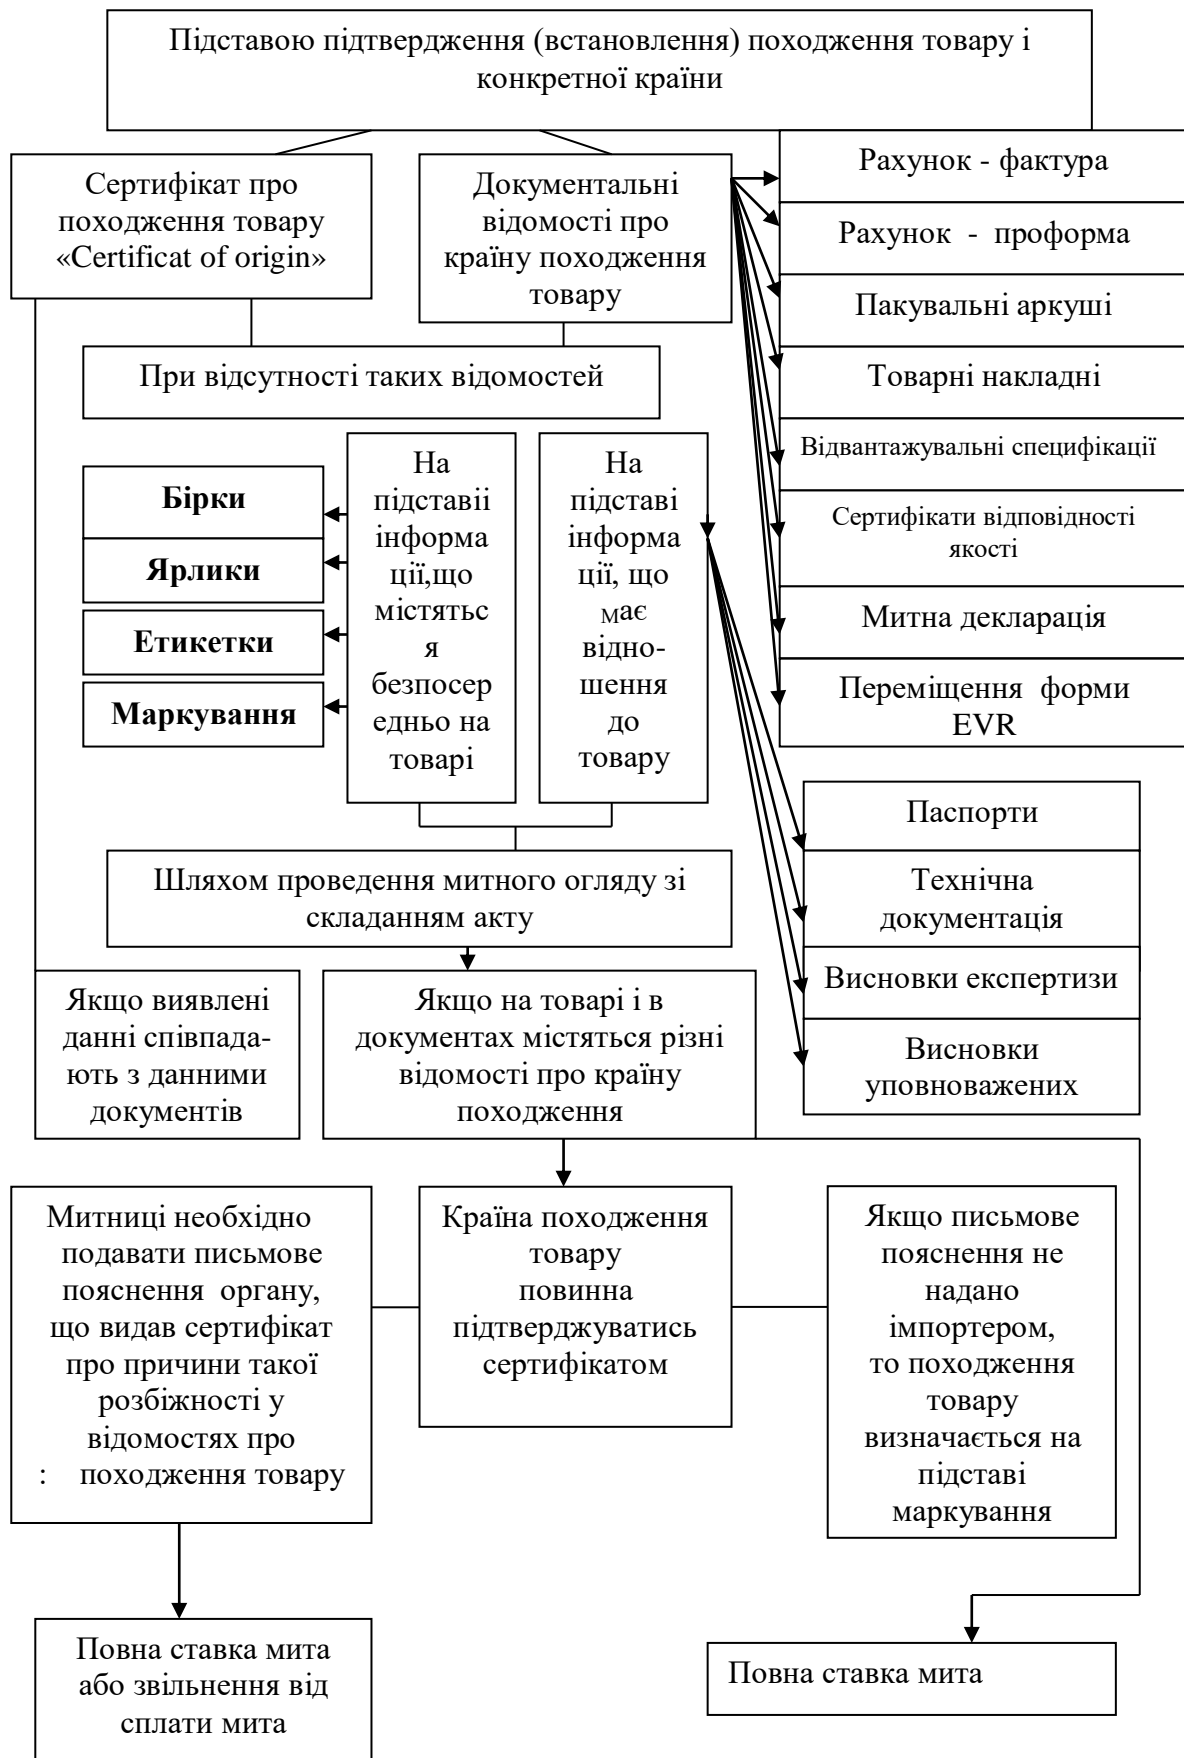 Підставою підтвердження (встановлення) походження товару і
конкретної країни
Сертифікат про
походження товару
«Certificat of origin»
Документальні
відомості про
країну походження
товару
Рахунок - фактура
Рахунок - проформа
Пакувальні аркуші
Товарні накладні
Відвантажувальні специфікації
Сертифікати відповідності
якості
Митна декларація
Переміщення форми
EVR
При відсутності таких відомостей
Бірки
Ярлики
Етикетки
Маркування
На
підставіі
інформа
ції,що
містятьс
я
безпосер
едньо на
товарі
На
підставі
інформа
ції, що
має
відно-
шення
до
товару
Паспорти
Технічна
документація
Висновки експертизи
Висновки
уповноважених
Шляхом проведення митного огляду зі
складанням акту
Якщо виявлені
данні співпада-
ють з данними
документів
Якщо на товарі і в
документах містяться різні
відомості про країну
походження
Митниці необхідно
подавати письмове
пояснення органу,
що видав сертифікат
про причини такої
розбіжності у
відомостях про
: походження товару
Країна походження
товару
повинна
підтверджуватись
сертифікатом
Якщо письмове
пояснення не
надано
імпортером,
то походження
товару
визначається на
підставі
маркування
Повна ставка мита
або звільнення від
сплати мита
Повна ставка мита